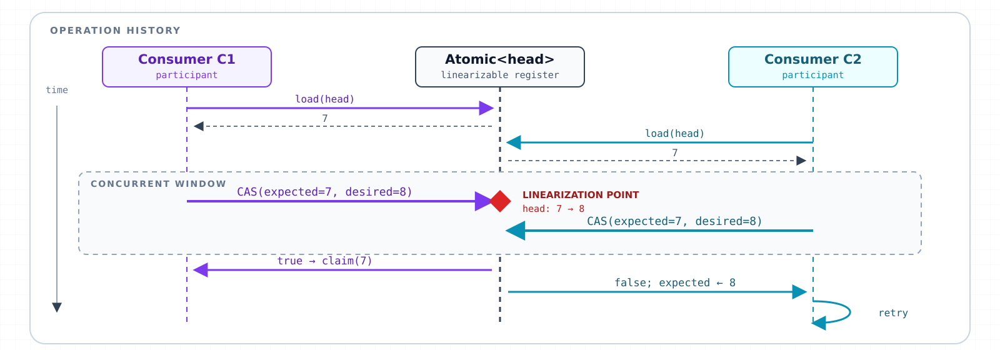 OPERATION HISTORY
Consumer C1
participant
Atomic<head>
linearizable register
Consumer C2
participant
time
load(head)
7
load(head)
7
CONCURRENT WINDOW
CAS(expected=7, desired=8)
LINEARIZATION POINT
head: 7 → 8
CAS(expected=7, desired=8)
true → claim(7)
false; expected ← 8
retry